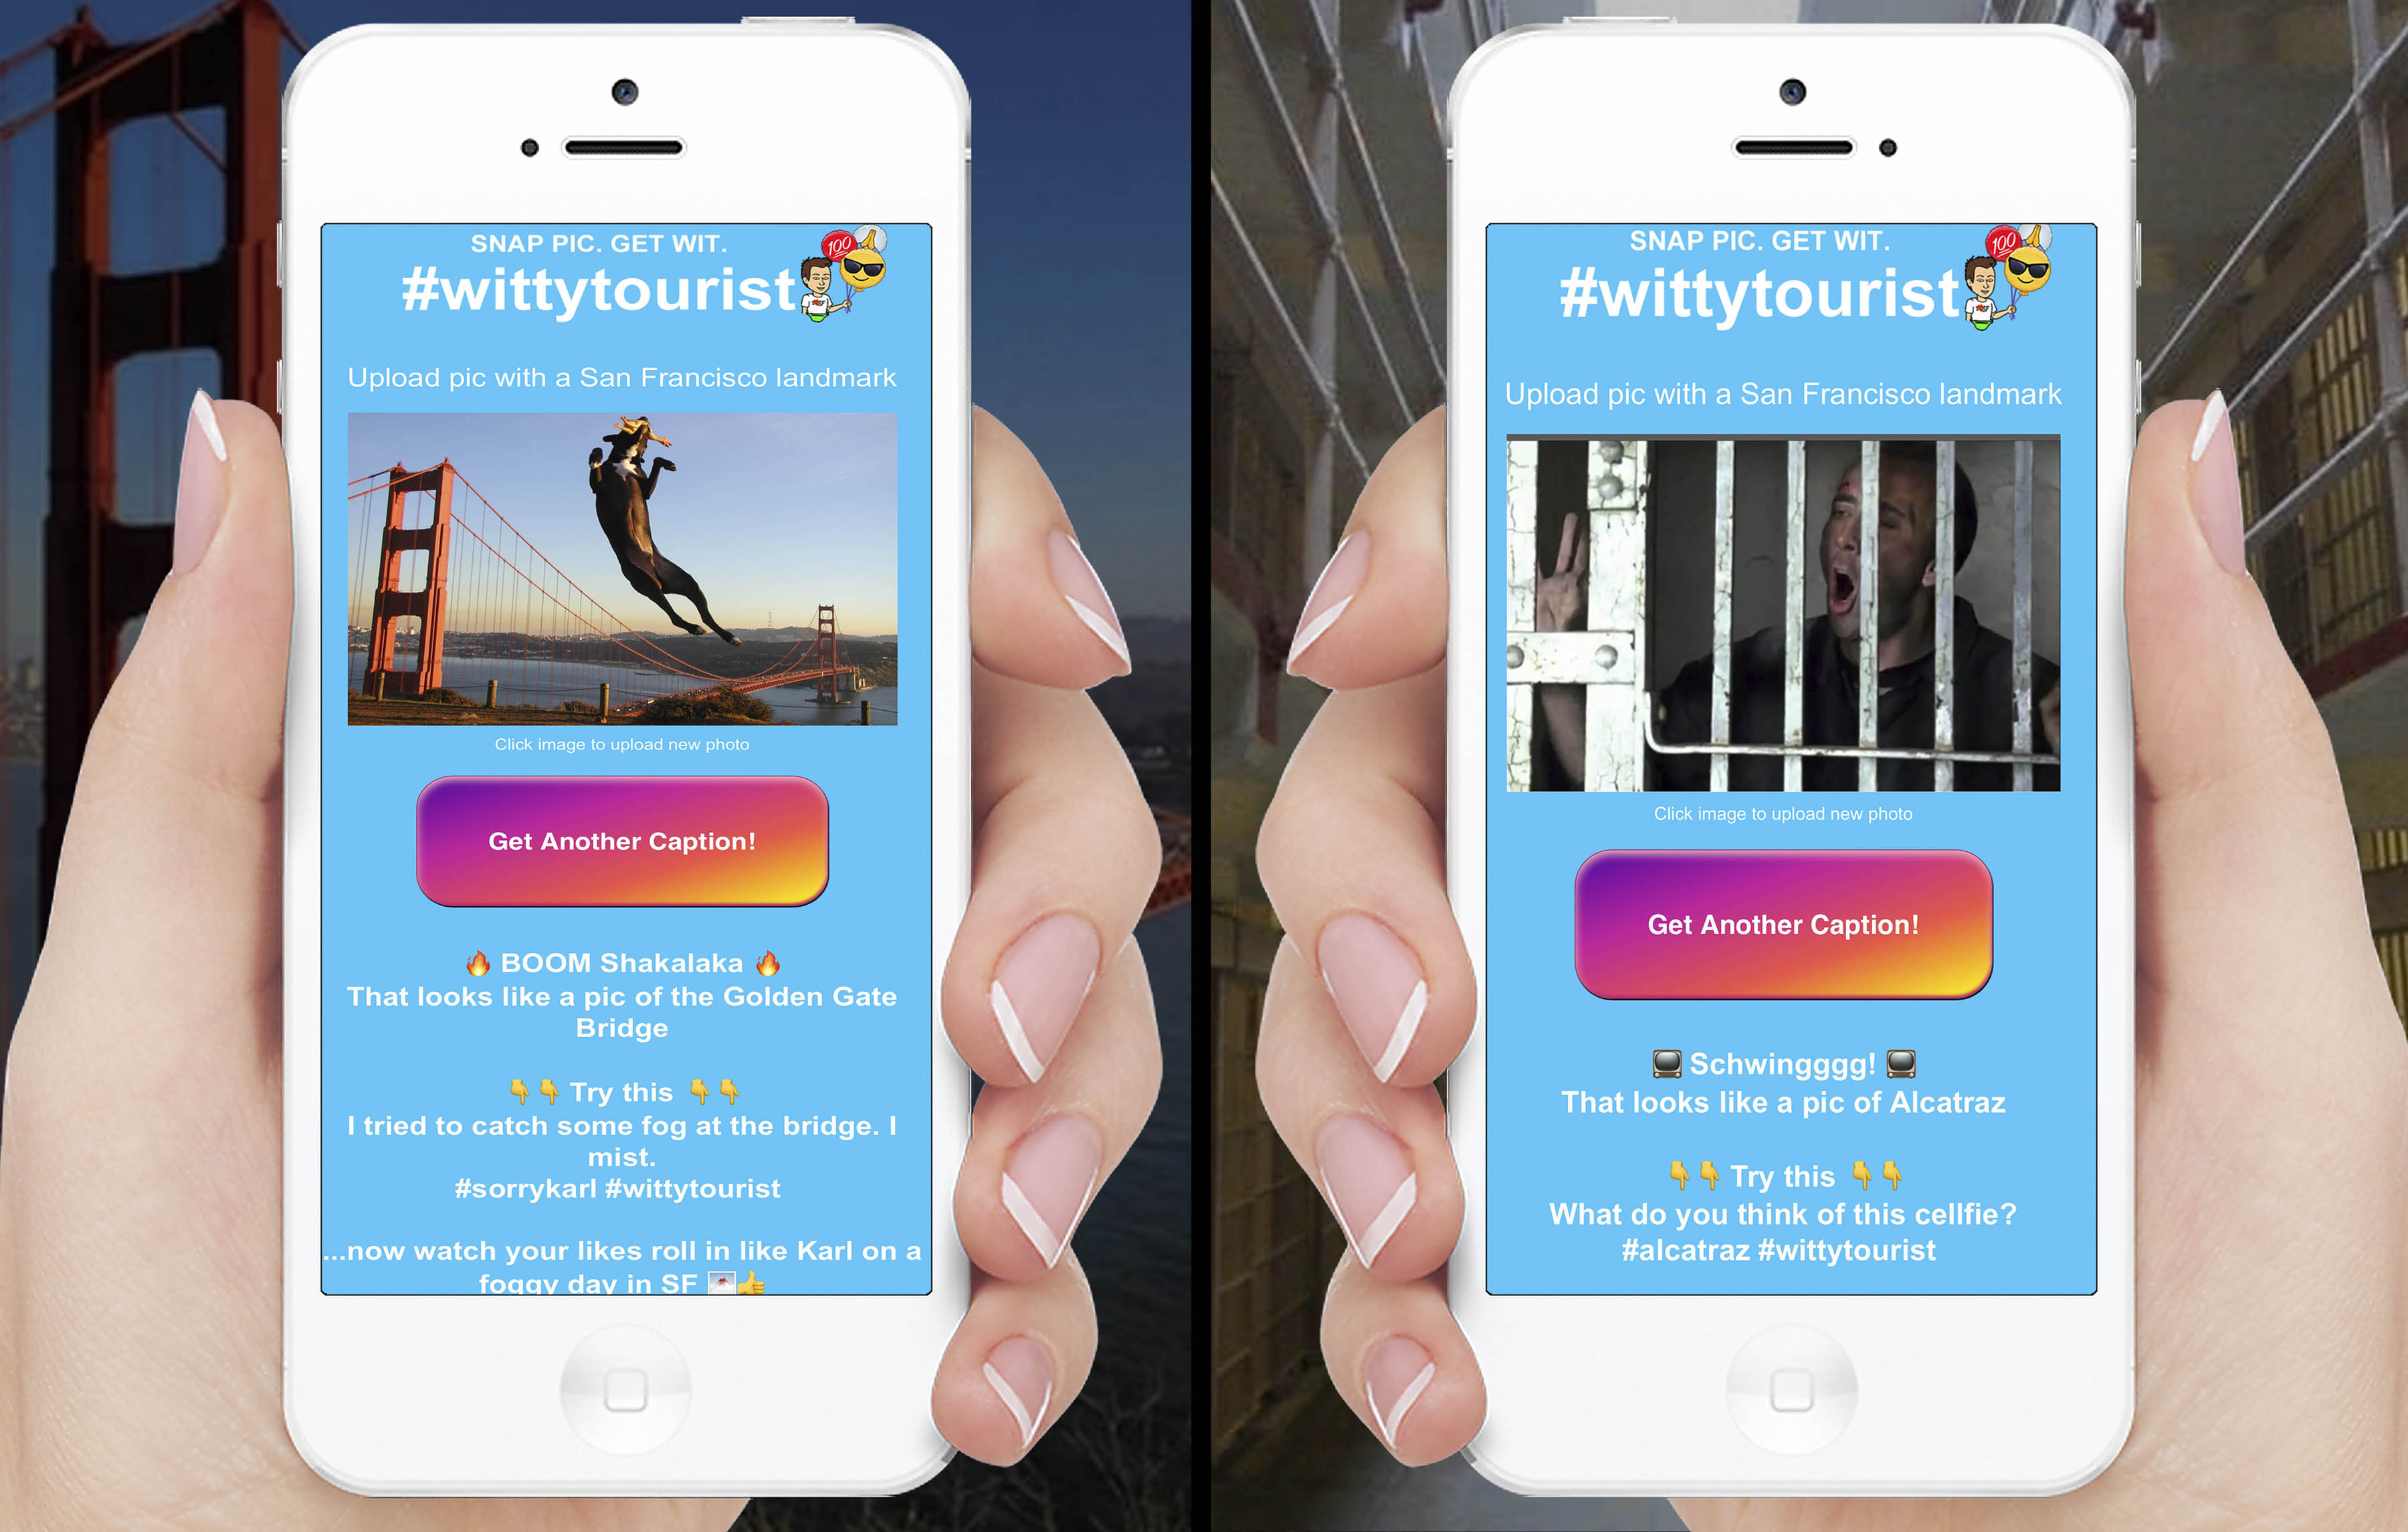 SNAP PIC. GET WIT.
#wittytourist
100
Upload pic with a San Francisco landmark
Click image to upload new photo
Get Another Caption!
🔥 BOOM Shakalaka 🔥
That looks like a pic of the Golden Gate
Bridge
👇👇 Try this 👇👇
I tried to catch some fog at the bridge. I
mist.
#sorrykarl #wittytourist
...now watch your likes roll in like Karl on a
foggy day in SF 👍
SNAP PIC. GET WIT.
#wittytourist
100
Upload pic with a San Francisco landmark
Click image to upload new photo
Get Another Caption!
📺 Schwingggg! 📺
That looks like a pic of Alcatraz
👇👇 Try this 👇👇
What do you think of this cellfie?
#alcatraz #wittytourist